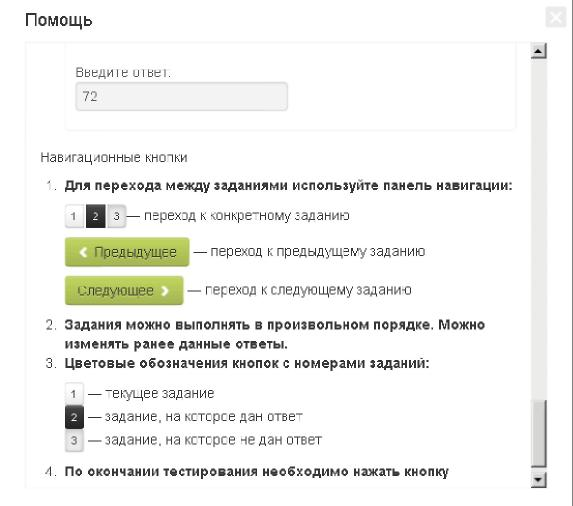 Помощь
Введите ответ:
72
Навигационные кнопки
1. Для перехода между заданиями используйте панель навигации:
1 2 3 — переход к конкретному заданию
Предыдущее — переход к предыдущему заданию
Следующее — переход к следующему заданию
2. Задания можно выполнять в произвольном порядке. Можно
изменять ранее данные ответы.
3. Цветовые обозначения кнопок с номерами заданий:
1 — текущее задание
2 — задание, на которое дан ответ
3 — задание, на которое не дан ответ
4. По окончании тестирования необходимо нажать кнопку